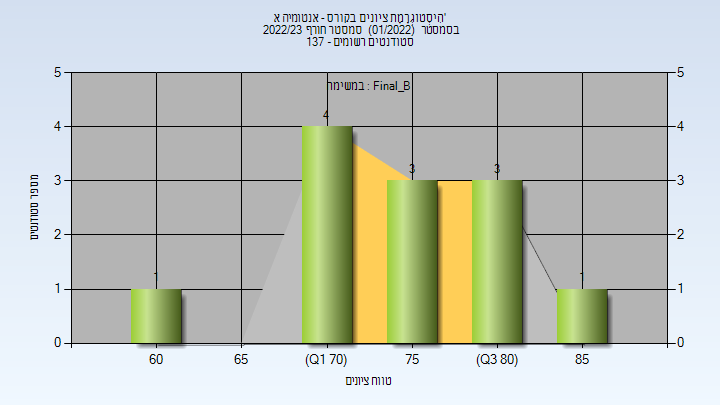 היסטוגרמת ציונים בקורס - אנטומיה א'
בסמסטר (01/2022) סמסטר חורף 2022/23
סטודנטים רשומים - 137
במשימה : Final_B
5 5
4 4 4
3 3 3 3
2 2
1 1 1 1
0 0
60 65 (Q1 70) 75 (Q3 80) 85
מספר סטודנטים
טווח ציונים